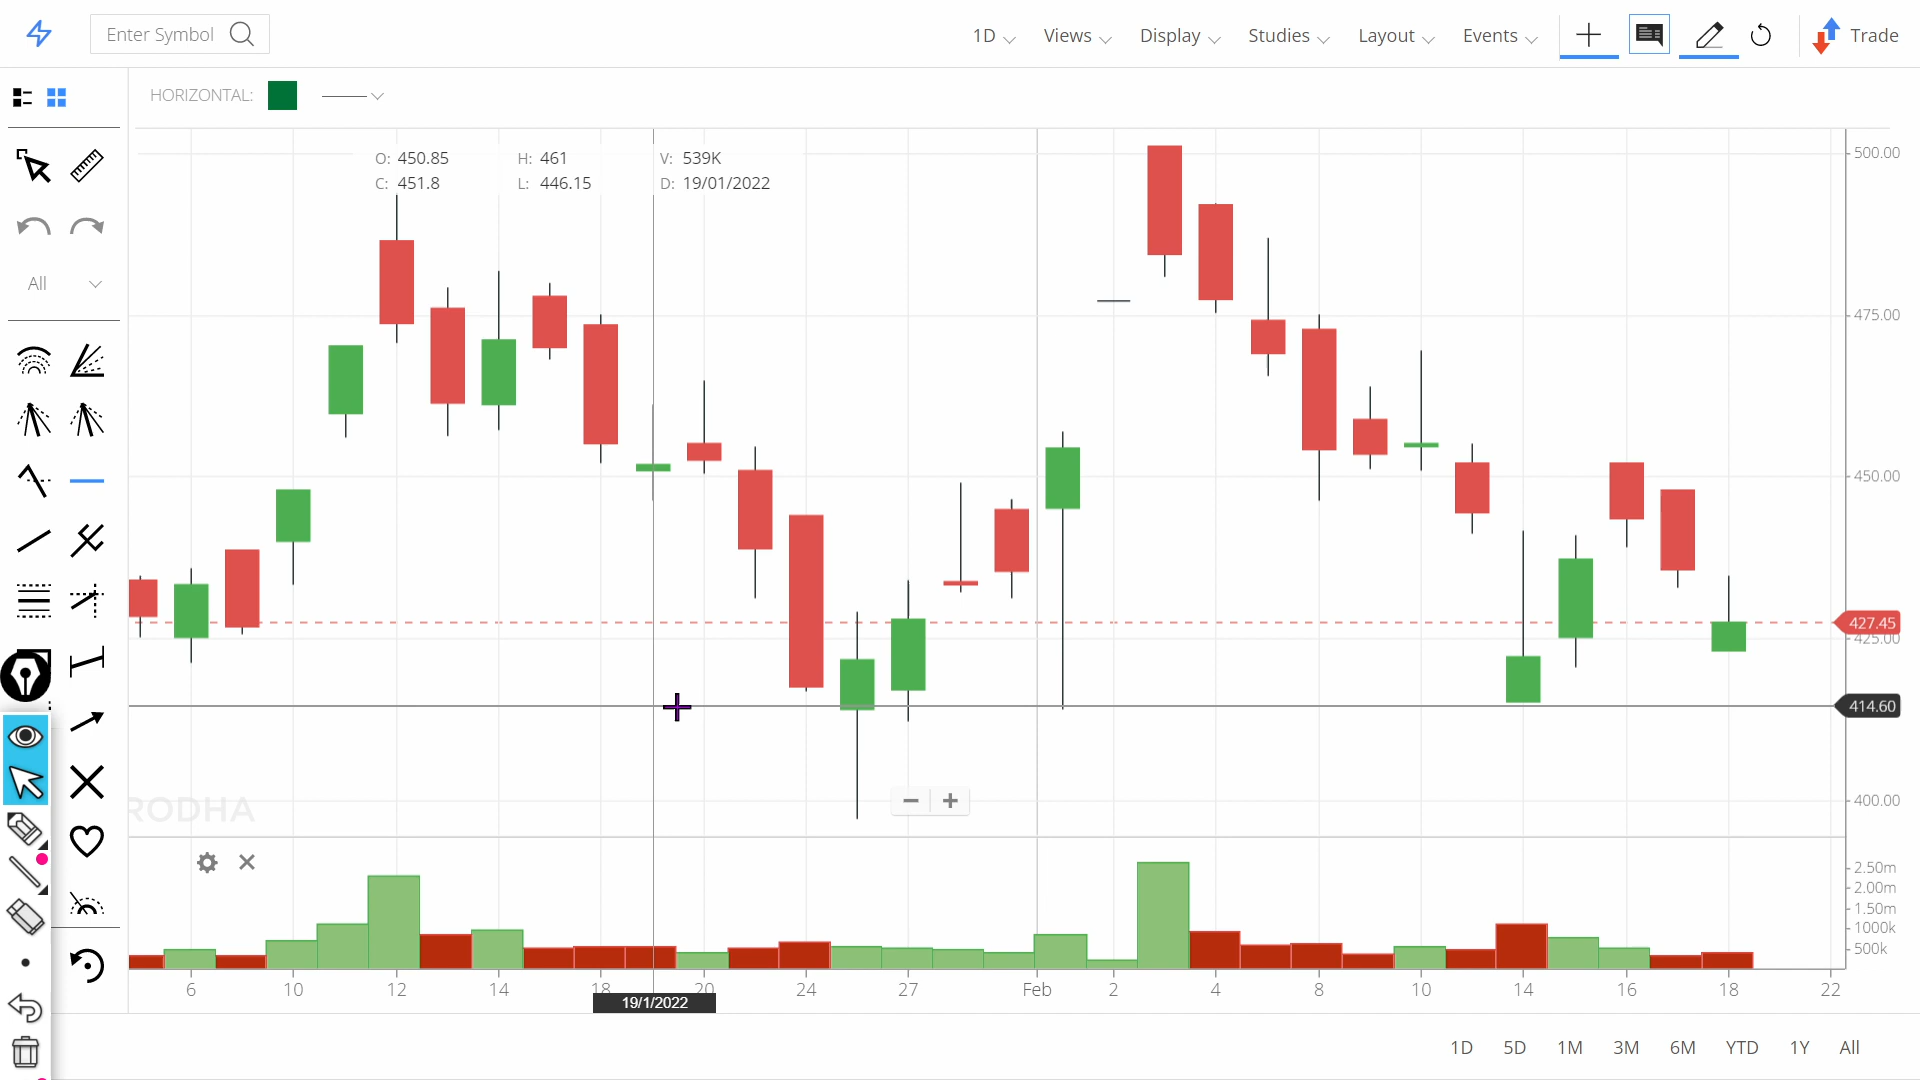 Enter Symbol
1D Views Display Studies Layout Events Trade
HORIZONTAL:
O: 450.85 H: 461 V: 539K
C: 451.8 L: 446.15 D: 19/01/2022
All
500.00
475.00
450.00
427.45
425.00
414.60
400.00
RODHA
2.50m
2.00m
1.50m
1000k
500k
6 10 12 14 18 20 24 27 Feb 2 4 8 10 14 16 18 22
19/1/2022
1D 5D 1M 3M 6M YTD 1Y All